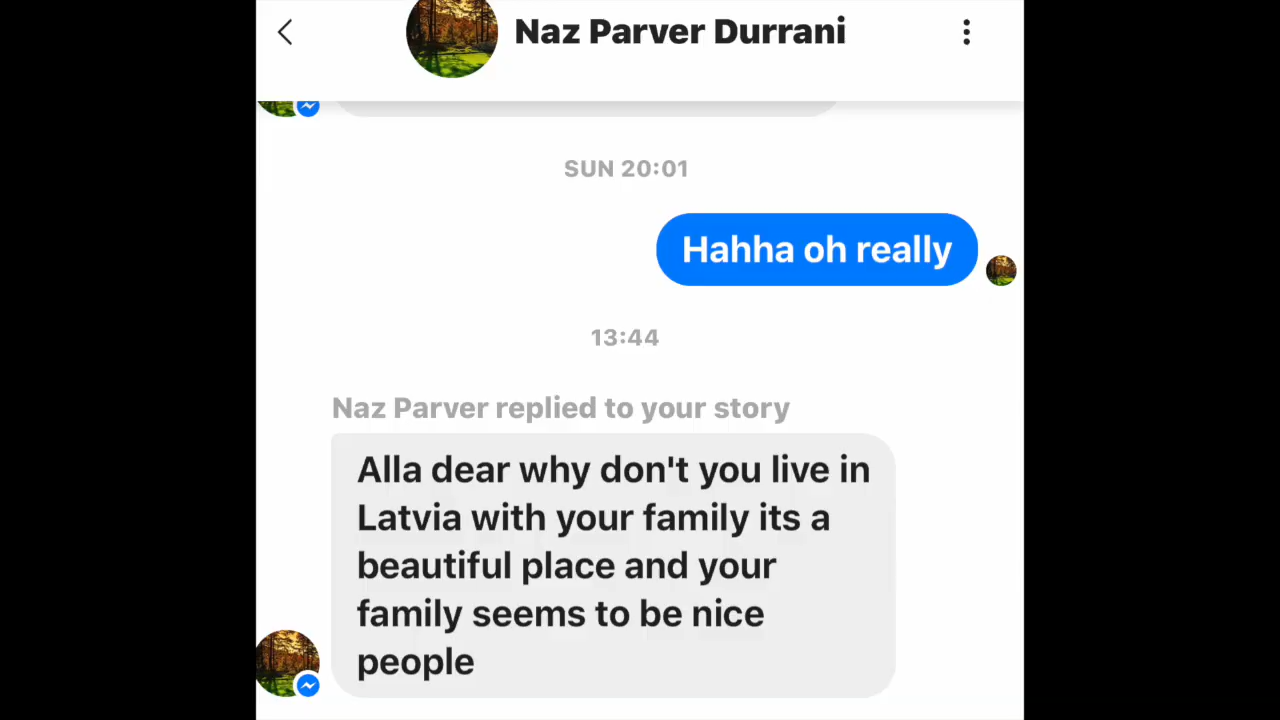 Naz Parver Durrani
SUN 20:01
Hahha oh really
13:44
Naz Parver replied to your story
Alla dear why don't you live in
Latvia with your family its a
beautiful place and your
family seems to be nice
people